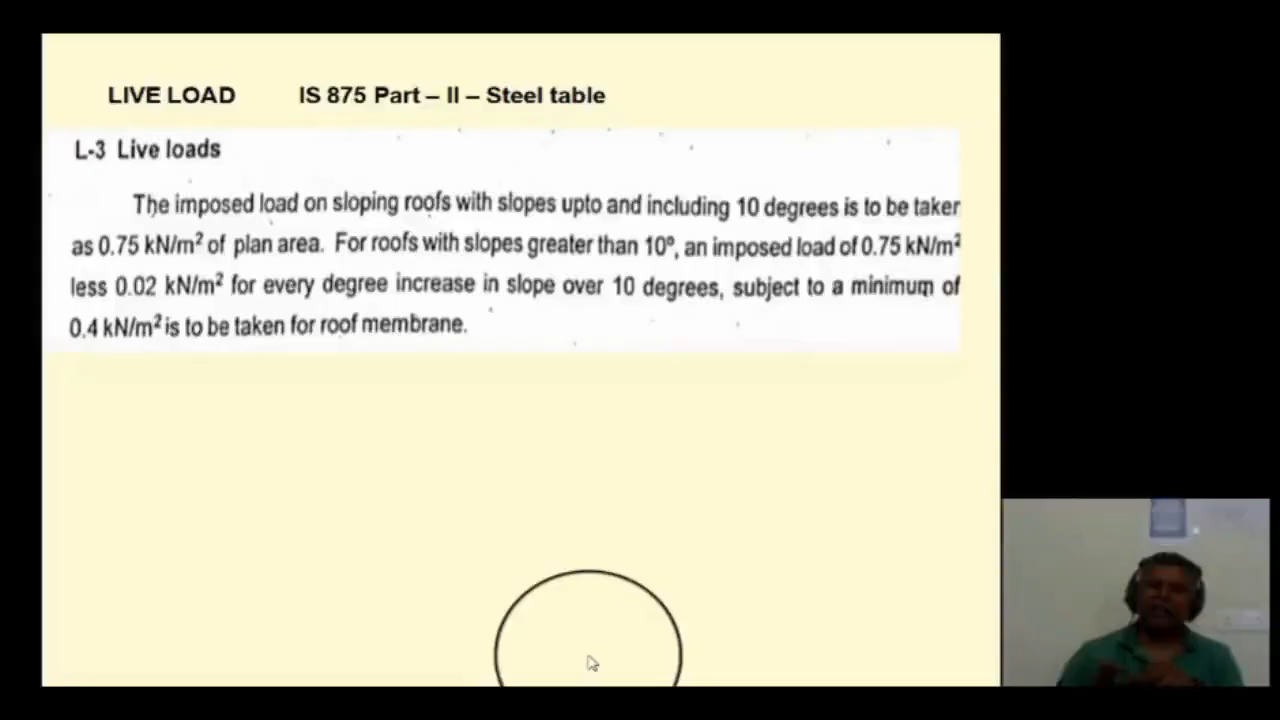 LIVE LOAD IS 875 Part – II – Steel table
L-3 Live loads
The imposed load on sloping roofs with slopes upto and including 10 degrees is to be taker
as 0.75 kN/m² of plan area. For roofs with slopes greater than 10º, an imposed load of 0.75 kN/m²
less 0.02 kN/m² for every degree increase in slope over 10 degrees, subject to a minimum of
0.4 kN/m² is to be taken for roof membrane.